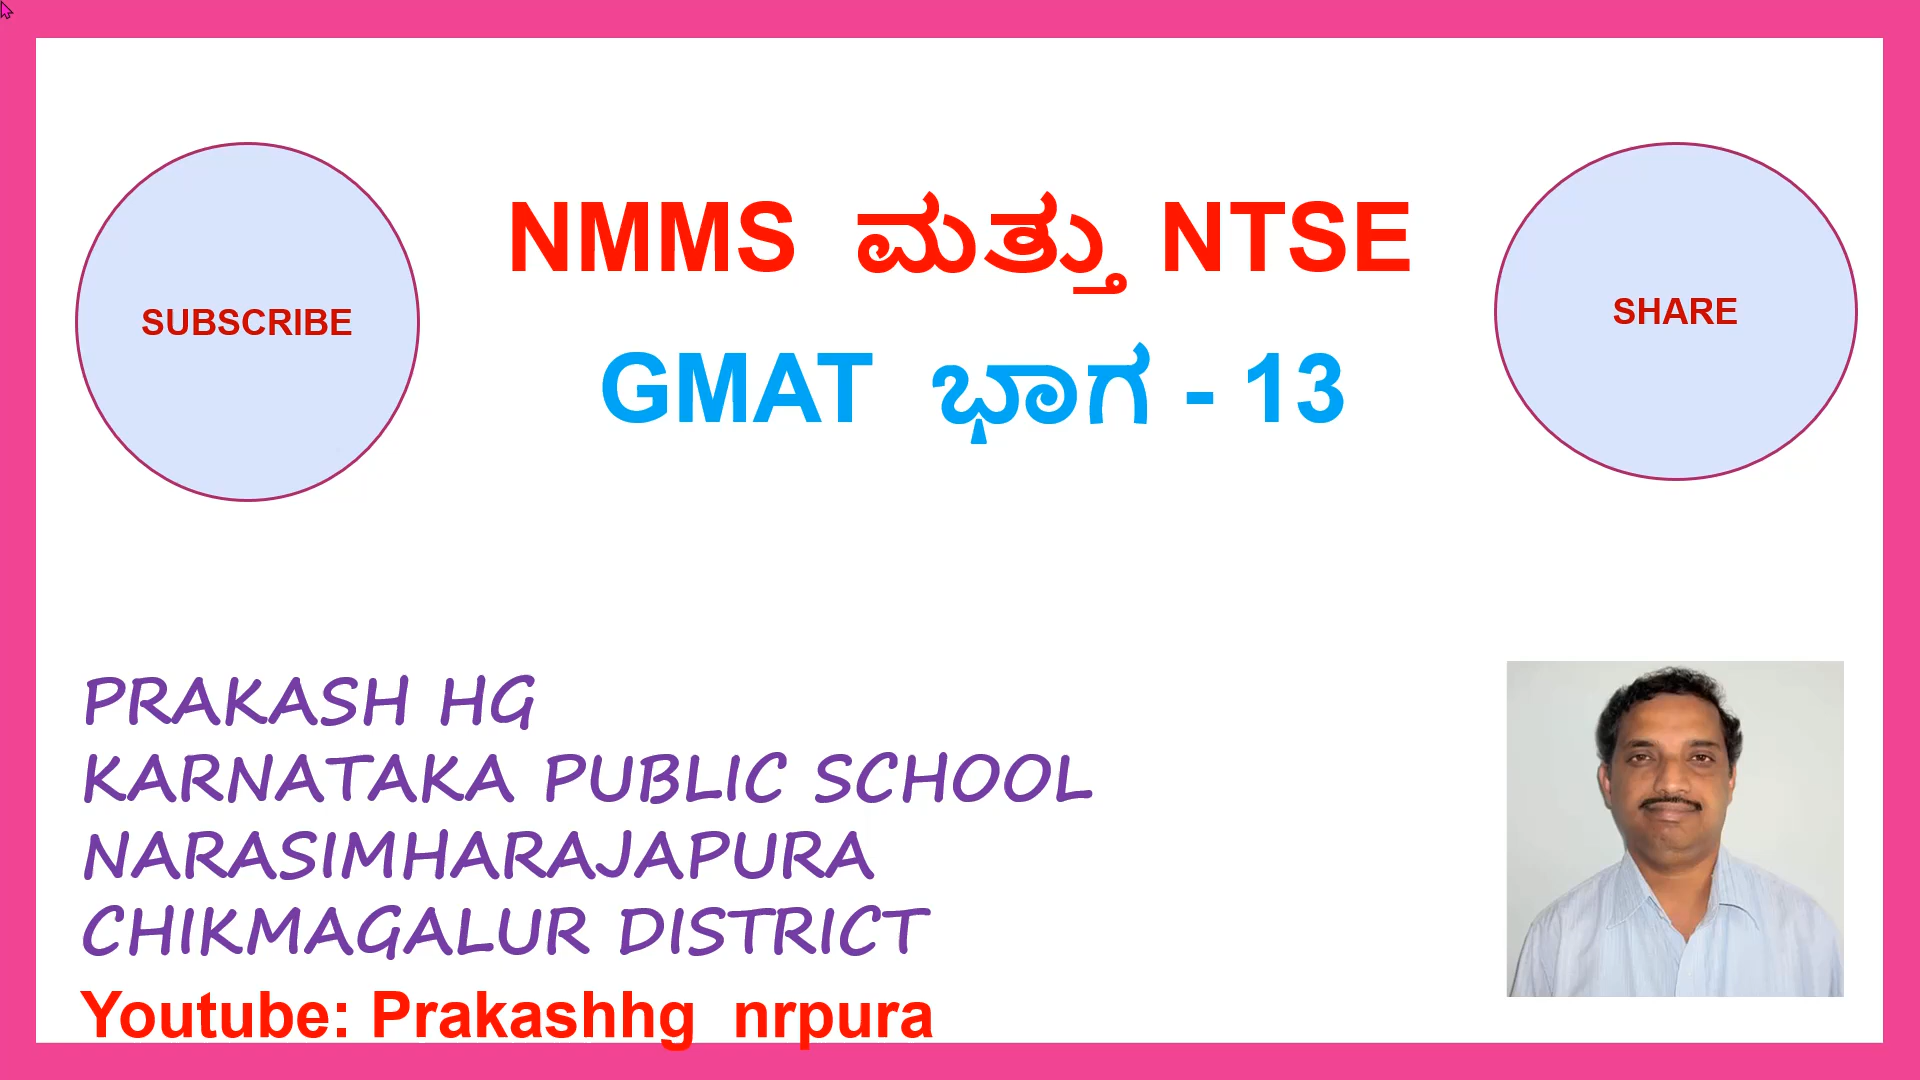 NMMS ಮತ್ತು NTSE
GMAT ಭಾಗ - 13
SUBSCRIBE
SHARE
PRAKASH HG
KARNATAKA PUBLIC SCHOOL
NARASIMHARAJAPURA
CHIKMAGALUR DISTRICT
Youtube: Prakashhg nrpura